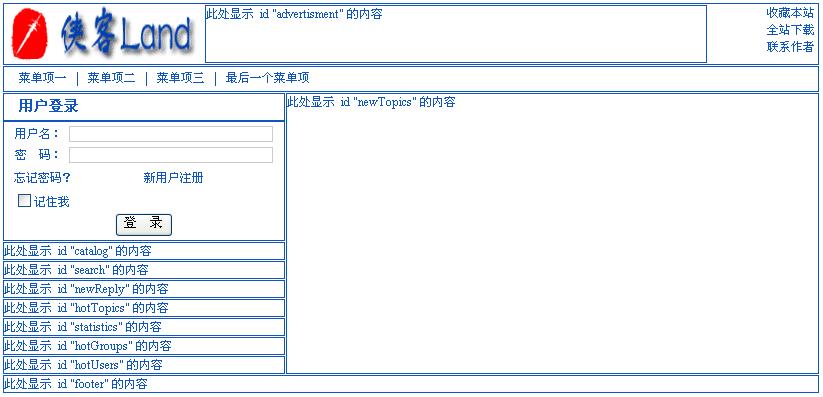 侠客Land
此处显示 id "advertisment" 的内容
收藏本站
全站下载
联系作者
菜单项一 | 菜单项二 | 菜单项三 | 最后一个菜单项
用户登录
用户名：
密 码：
忘记密码? 新用户注册
记住我
登 录
此处显示 id "catalog" 的内容
此处显示 id "search" 的内容
此处显示 id "newReply" 的内容
此处显示 id "hotTopics" 的内容
此处显示 id "statistics" 的内容
此处显示 id "hotGroups" 的内容
此处显示 id "hotUsers" 的内容
此处显示 id "newTopics" 的内容
此处显示 id "footer" 的内容